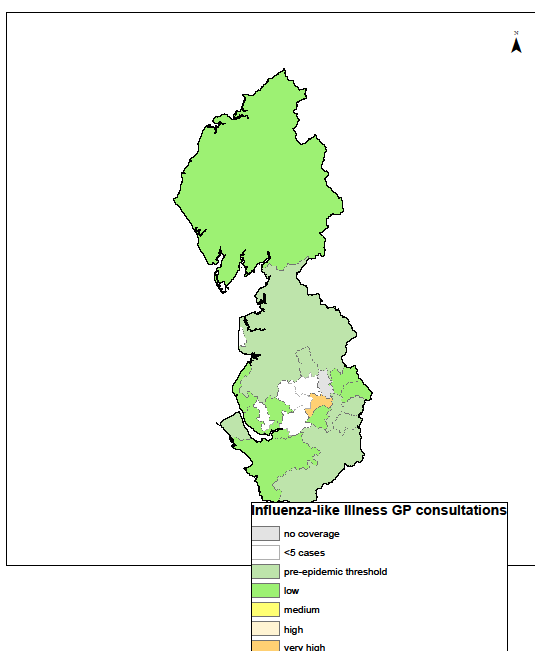 N
Influenza-like Illness GP consultations
no coverage
<5 cases
pre-epidemic threshold
low
medium
high
very high